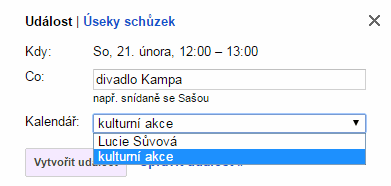 Událost | Úseky schůzek
Kdy: So, 21. února, 12:00 – 13:00
Co: divadlo Kampa
např. snídaně se Sašou
Kalendář: kulturní akce
Lucie Sůvová
kulturní akce
Vytvořit událost